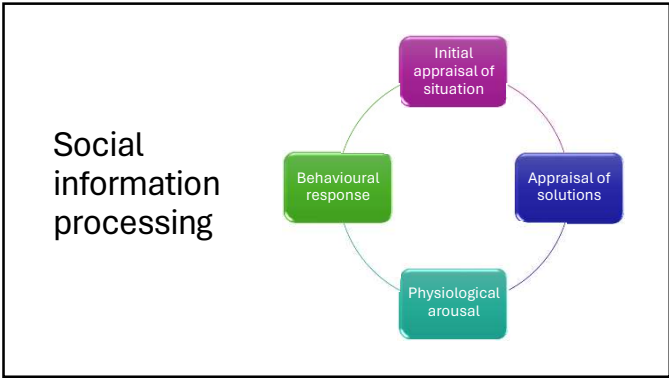 Social
information
processing
Initial
appraisal of
situation
Appraisal of
solutions
Physiological
arousal
Behavioural
response